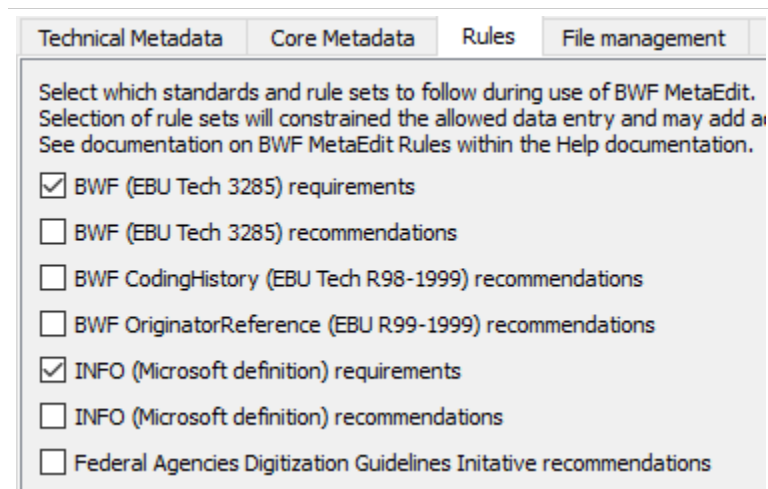 Technical Metadata Core Metadata Rules File management
Select which standards and rule sets to follow during use of BWF MetaEdit.
Selection of rule sets will constrained the allowed data entry and may add
See documentation on BWF MetaEdit Rules within the Help documentation.
BWF (EBU Tech 3285) requirements
BWF (EBU Tech 3285) recommendations
BWF CodingHistory (EBU Tech R98-1999) recommendations
BWF OriginatorReference (EBU R99-1999) recommendations
INFO (Microsoft definition) requirements
INFO (Microsoft definition) recommendations
Federal Agencies Digitization Guidelines Initative recommendations